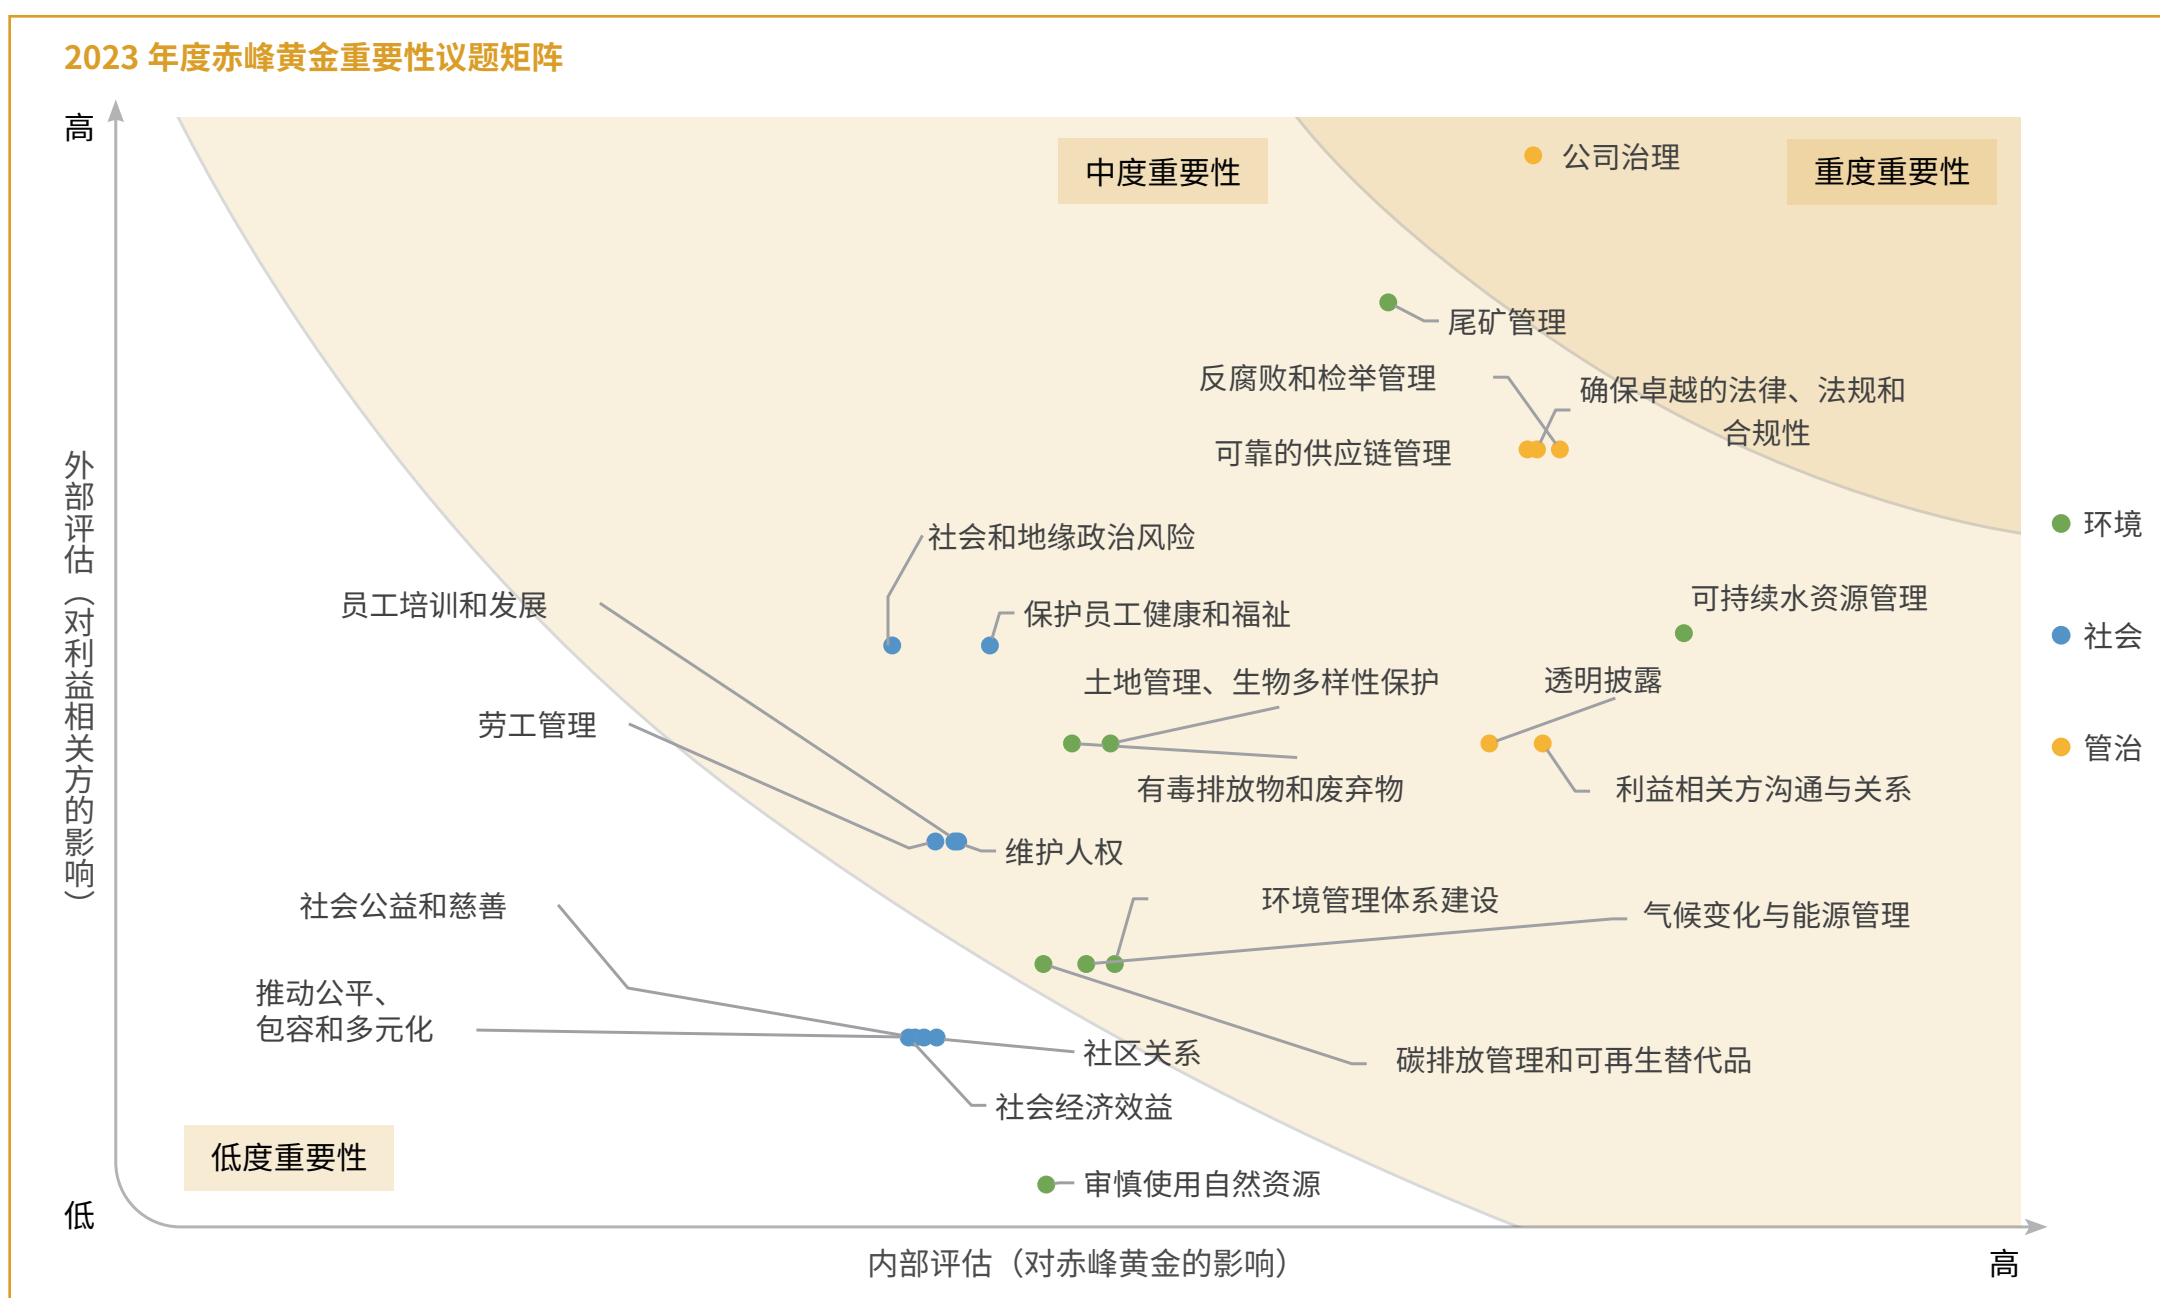 2023 年度赤峰黄金重要性议题矩阵
高
中度重要性
公司治理
重度重要性
尾矿管理
反腐败和检举管理
确保卓越的法律、法规和
合规性
可靠的供应链管理
外部评估（对利益相关方的影响）
社会和地缘政治风险
环境
员工培训和发展
保护员工健康和福祉
可持续水资源管理
社会
土地管理、生物多样性保护
透明披露
劳工管理
管治
有毒排放物和废弃物
利益相关方沟通与关系
维护人权
社会公益和慈善
环境管理体系建设
气候变化与能源管理
推动公平、
包容和多元化
社区关系
碳排放管理和可再生替代品
社会经济效益
低度重要性
审慎使用自然资源
低
内部评估（对赤峰黄金的影响）
高